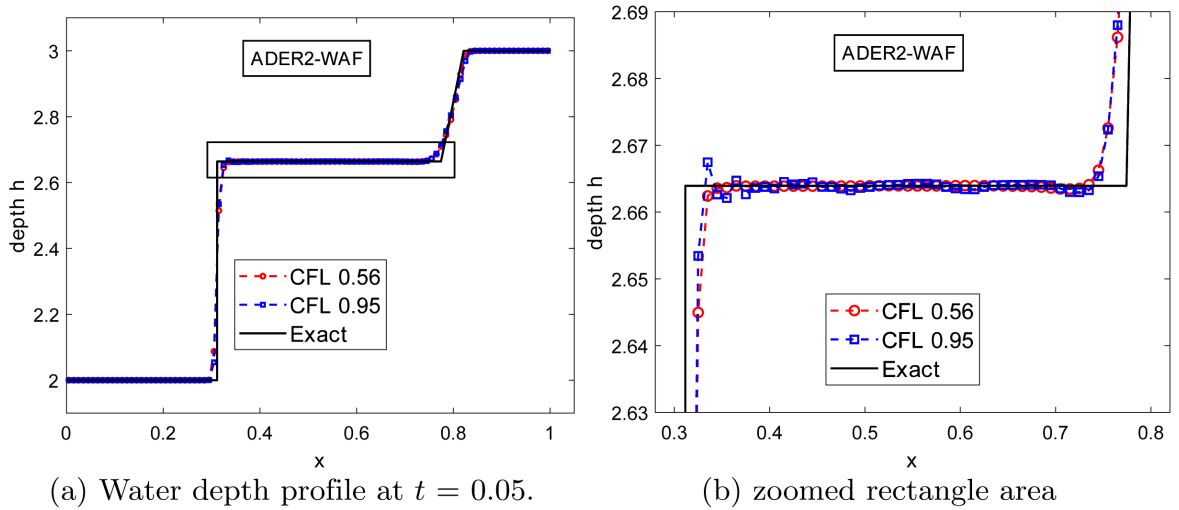 ADER2-WAF
3
2.8
2.6
2.4
2.2
2
depth h
CFL 0.56
CFL 0.95
Exact
0
0.2
0.4
0.6
0.8
1
x
(a) Water depth profile at t = 0.05.
ADER2-WAF
2.69
2.68
2.67
2.66
2.65
2.64
2.63
depth h
CFL 0.56
CFL 0.95
Exact
0.3
0.4
0.5
0.6
0.7
0.8
x
(b) zoomed rectangle area